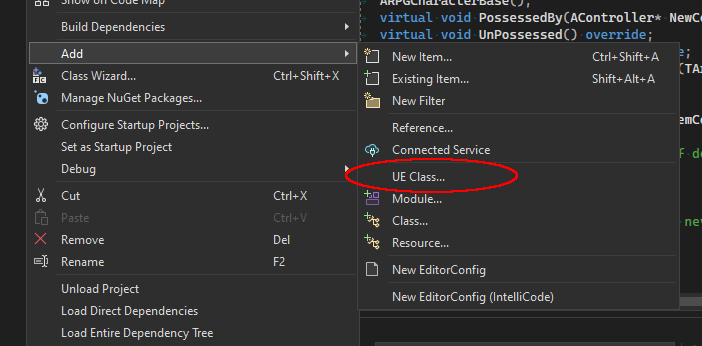 Show on Code Map
ARPGCharacterBase();
virtual void PossessedBy(AController* NewCo
virtual void UnPossessed() override;
Build Dependencies
Add
Class Wizard... Ctrl+Shift+X
Manage NuGet Packages...
Configure Startup Projects...
Set as Startup Project
Debug
Cut Ctrl+X
Paste Ctrl+V
Remove Del
Rename F2
Unload Project
Load Direct Dependencies
Load Entire Dependency Tree
New Item... Ctrl+Shift+A
Existing Item... Shift+Alt+A
New Filter
Reference...
Connected Service
UE Class...
Module...
Class...
Resource...
New EditorConfig
New EditorConfig (IntelliCode)
e;
(TAr
emCo
f de
nev